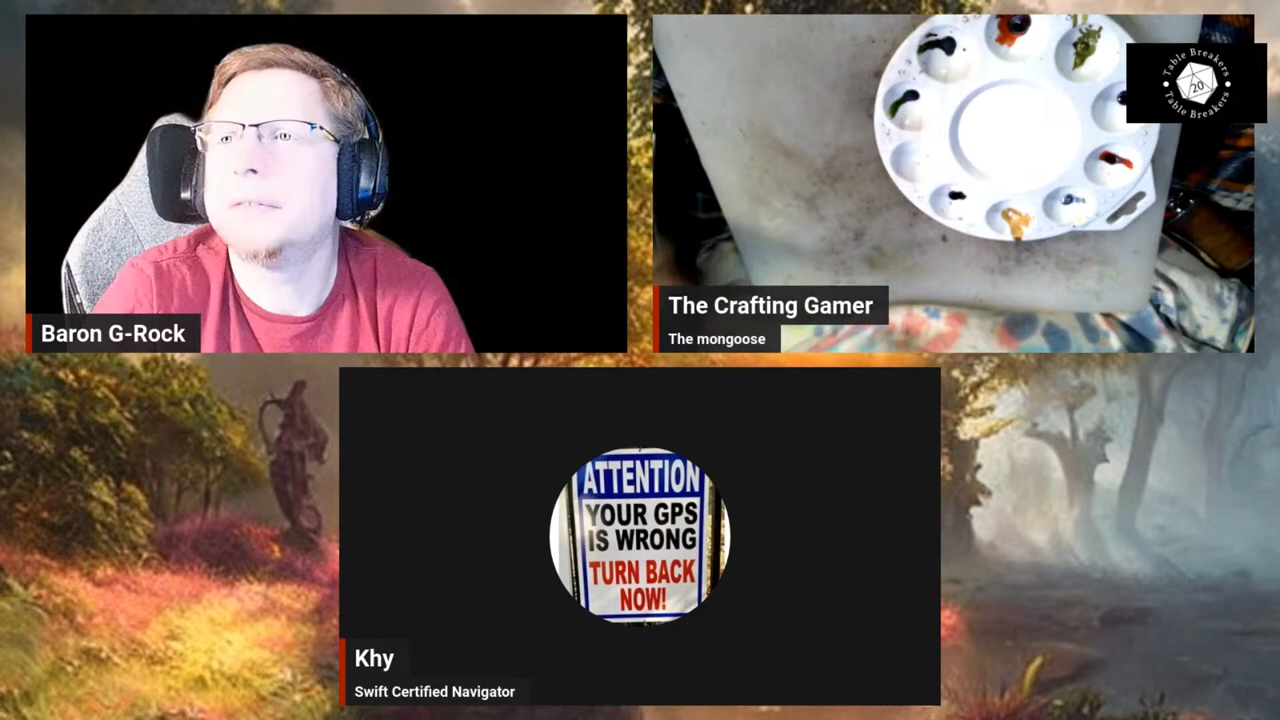 Baron G-Rock
The Crafting Gamer
The mongoose
Table Breakers
20
Table Breakers
ATTENTION
YOUR GPS
IS WRONG
TURN BACK
NOW!
Khy
Swift Certified Navigator